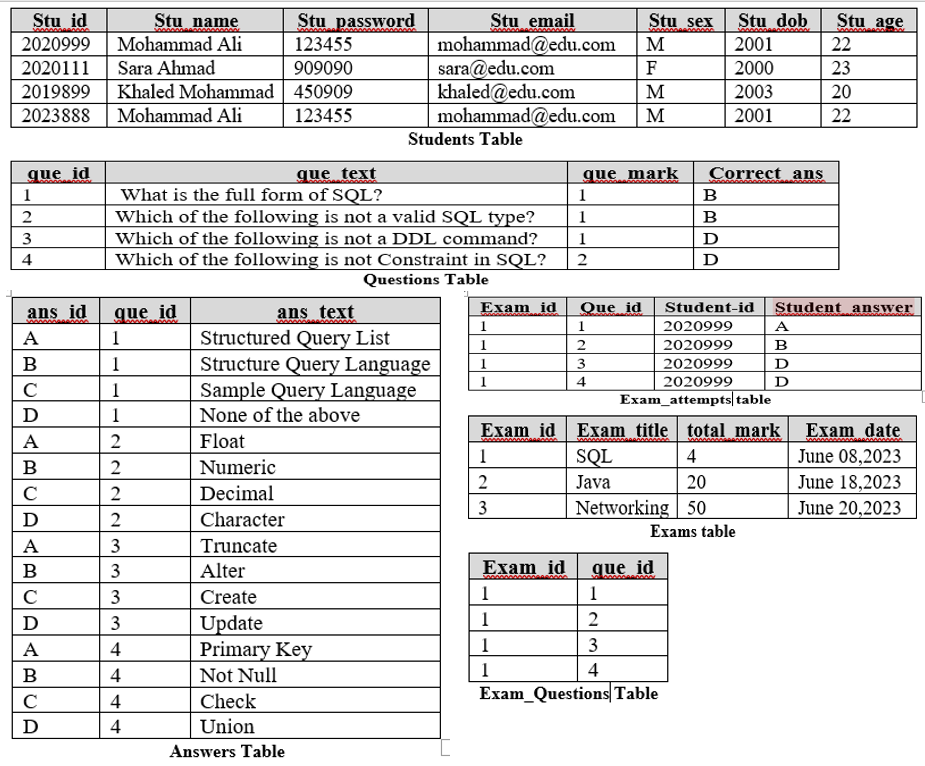 Stu_id Stu_name Stu_password Stu_email Stu_sex Stu_dob Stu_age
2020999 Mohammad Ali 123455 mohammad@edu.com M 2001 22
2020111 Sara Ahmad 909090 sara@edu.com F 2000 23
2019899 Khaled Mohammad 450909 khaled@edu.com M 2003 20
2023888 Mohammad Ali 123455 mohammad@edu.com M 2001 22
Students Table
que_id que_text que_mark Correct_ans
1 What is the full form of SQL? 1 B
2 Which of the following is not a valid SQL type? 1 B
3 Which of the following is not a DDL command? 1 D
4 Which of the following is not Constraint in SQL? 2 D
Questions Table
ans_id que_id ans_text
A 1 Structured Query List
B 1 Structure Query Language
C 1 Sample Query Language
D 1 None of the above
A 2 Float
B 2 Numeric
C 2 Decimal
D 2 Character
A 3 Truncate
B 3 Alter
C 3 Create
D 3 Update
A 4 Primary Key
B 4 Not Null
C 4 Check
D 4 Union
Answers Table
Exam_id Que_id Student-id Student_answer
1 1 2020999 A
1 2 2020999 B
1 3 2020999 D
1 4 2020999 D
Exam_attempts table
Exam_id Exam_title total_mark Exam_date
1 SQL 4 June 08,2023
2 Java 20 June 18,2023
3 Networking 50 June 20,2023
Exams table
Exam_id que_id
1 1
1 2
1 3
1 4
Exam_Questions Table